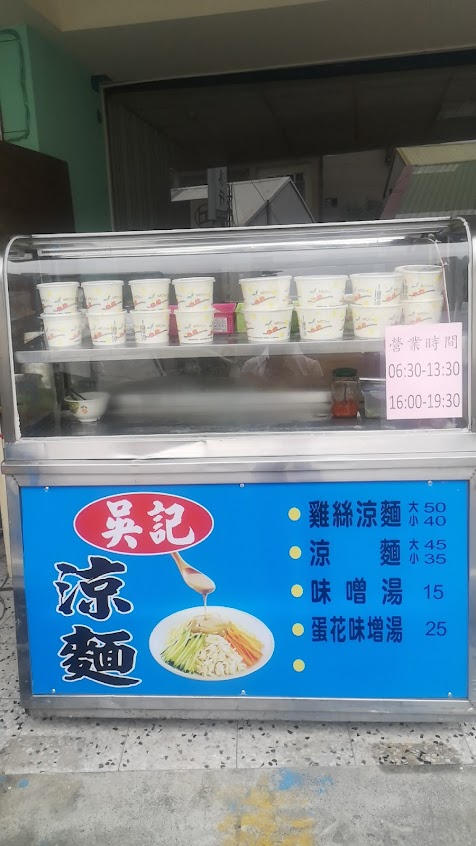 營業時間
06:30-13:30
16:00-19:30
吳記
涼麵
雞絲涼麵 大 50 小 40
涼麵 大 45 小 35
味噌湯 15
蛋花味增湯 25